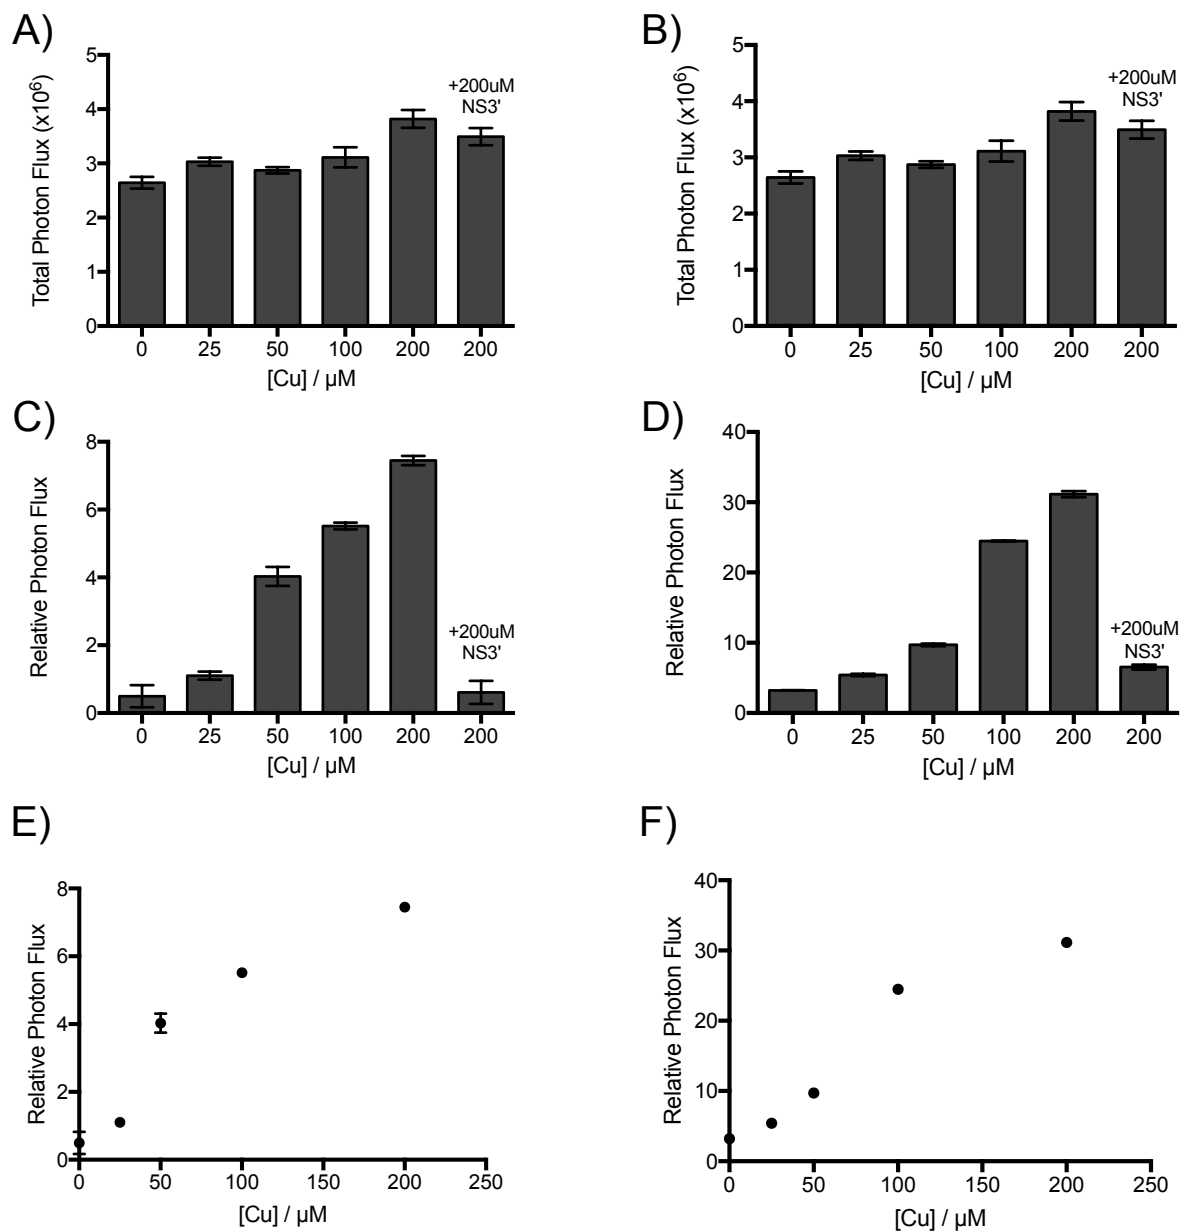 A)
Total Photon Flux (x10⁶)
5
4
3
2
1
0
+200uM
NS3'
0 25 50 100 200 200
[Cu] / µM
B)
Total Photon Flux (x10⁶)
5
4
3
2
1
0
+200uM
NS3'
0 25 50 100 200 200
[Cu] / µM
C)
Relative Photon Flux
8
6
4
2
0
+200uM
NS3'
0 25 50 100 200 200
[Cu] / µM
D)
Relative Photon Flux
40
30
20
10
0
+200uM
NS3'
0 25 50 100 200 200
[Cu] / µM
E)
Relative Photon Flux
8
6
4
2
0
0 50 100 150 200 250
[Cu] / µM
F)
Relative Photon Flux
40
30
20
10
0
0 50 100 150 200 250
[Cu] / µM